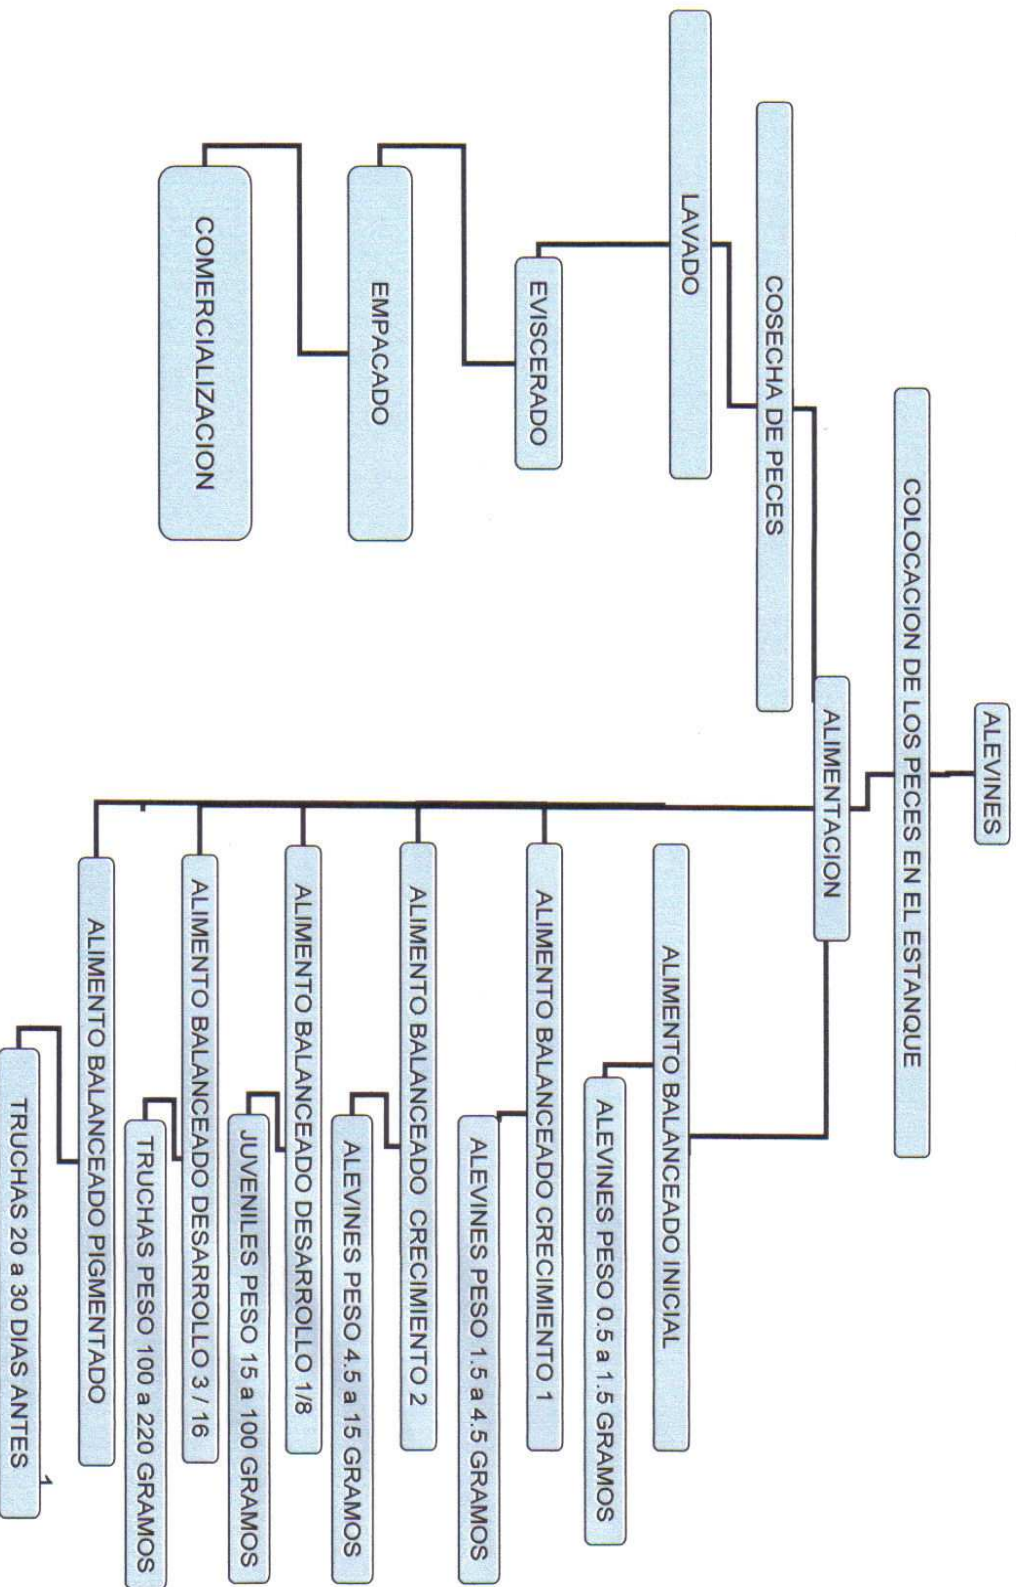 ALEVINES
COLOCACION DE LOS PECES EN EL ESTANQUE
ALIMENTACION
COSECHA DE PECES
LAVADO
EVISCERADO
EMPACADO
COMERCIALIZACION
ALIMENTO BALANCEADO INICIAL
ALEVINES PESO 0.5 a 1.5 GRAMOS
ALIMENTO BALANCEADO CRECIMIENTO 1
ALEVINES PESO 1.5 a 4.5 GRAMOS
ALIMENTO BALANCEADO CRECIMIENTO 2
ALEVINES PESO 4.5 a 15 GRAMOS
ALIMENTO BALANCEADO DESARROLLO 1/8
JUVENILES PESO 15 a 100 GRAMOS
ALIMENTO BALANCEADO DESARROLLO 3 / 16
TRUCHAS PESO 100 a 220 GRAMOS
ALIMENTO BALANCEADO PIGMENTADO
TRUCHAS 20 a 30 DIAS ANTES